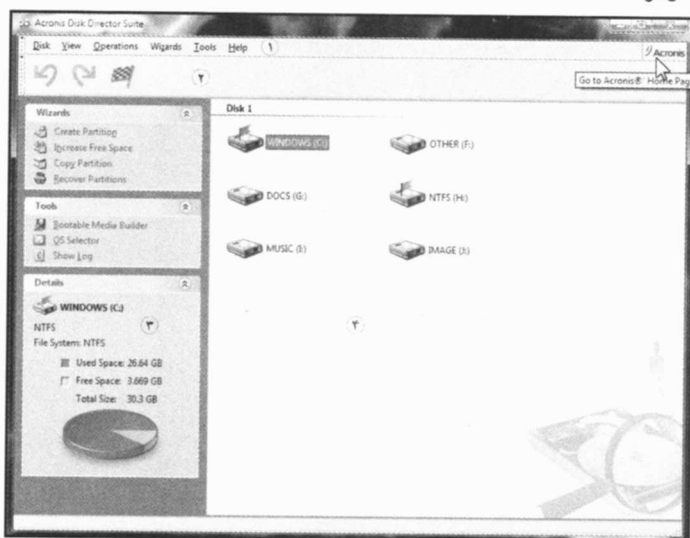 Acronis Disk Director Suite
Disk View Operations Wizards Tools Help ۱
Acronis
۲
Go to Acronis® Home Pag
Wizards
Create Partition
Increase Free Space
Copy Partition
Recover Partitions
Tools
Bootable Media Builder
OS Selector
Show Log
Details
WINDOWS (C:)
NTFS ۳
File System: NTFS
Used Space: 26.64 GB
Free Space: 3.669 GB
Total Size: 30.3 GB
Disk 1
WINDOWS (C:)
OTHER (F:)
DOCS (G:)
NTFS (H:)
MUSIC (I:)
IMAGE (J:)
۴